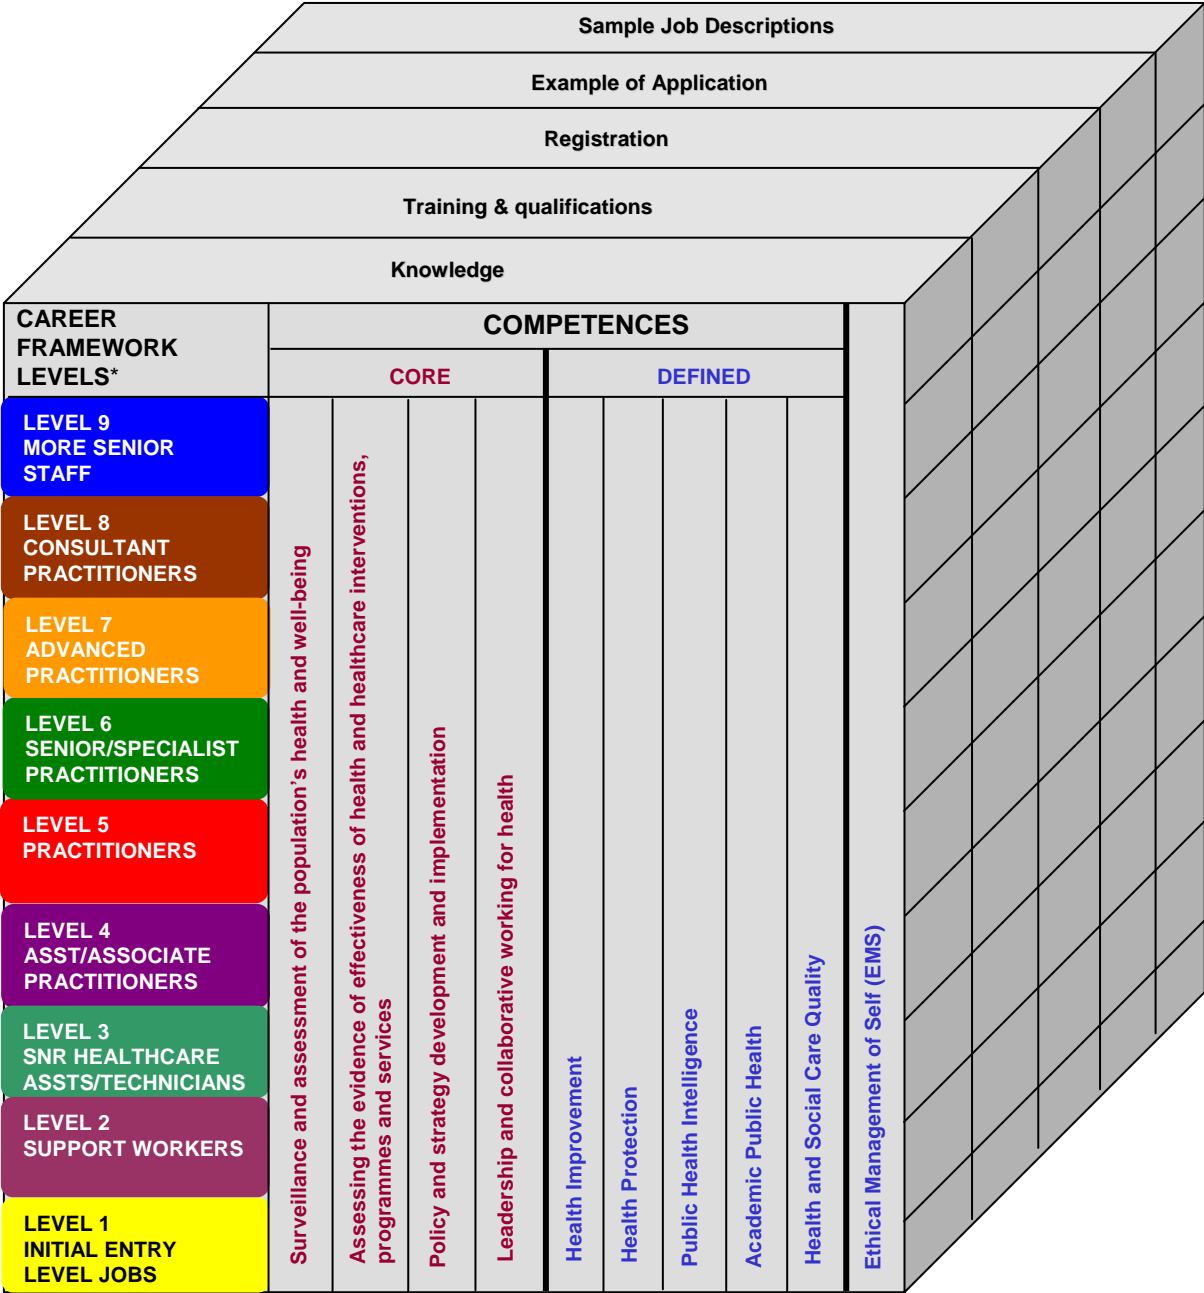 Sample Job Descriptions
Example of Application
Registration
Training & qualifications
Knowledge
CAREER
FRAMEWORK
LEVELS*
COMPETENCES
CORE
DEFINED
LEVEL 9
MORE SENIOR
STAFF
LEVEL 8
CONSULTANT
PRACTITIONERS
LEVEL 7
ADVANCED
PRACTITIONERS
LEVEL 6
SENIOR/SPECIALIST
PRACTITIONERS
LEVEL 5
PRACTITIONERS
LEVEL 4
ASST/ASSOCIATE
PRACTITIONERS
LEVEL 3
SNR HEALTHCARE
ASSTS/TECHNICIANS
LEVEL 2
SUPPORT WORKERS
LEVEL 1
INITIAL ENTRY
LEVEL JOBS
Surveillance and assessment of the population's health and well-being
Assessing the evidence of effectiveness of health and healthcare interventions,
programmes and services
Policy and strategy development and implementation
Leadership and collaborative working for health
Health Improvement
Health Protection
Public Health Intelligence
Academic Public Health
Health and Social Care Quality
Ethical Management of Self (EMS)